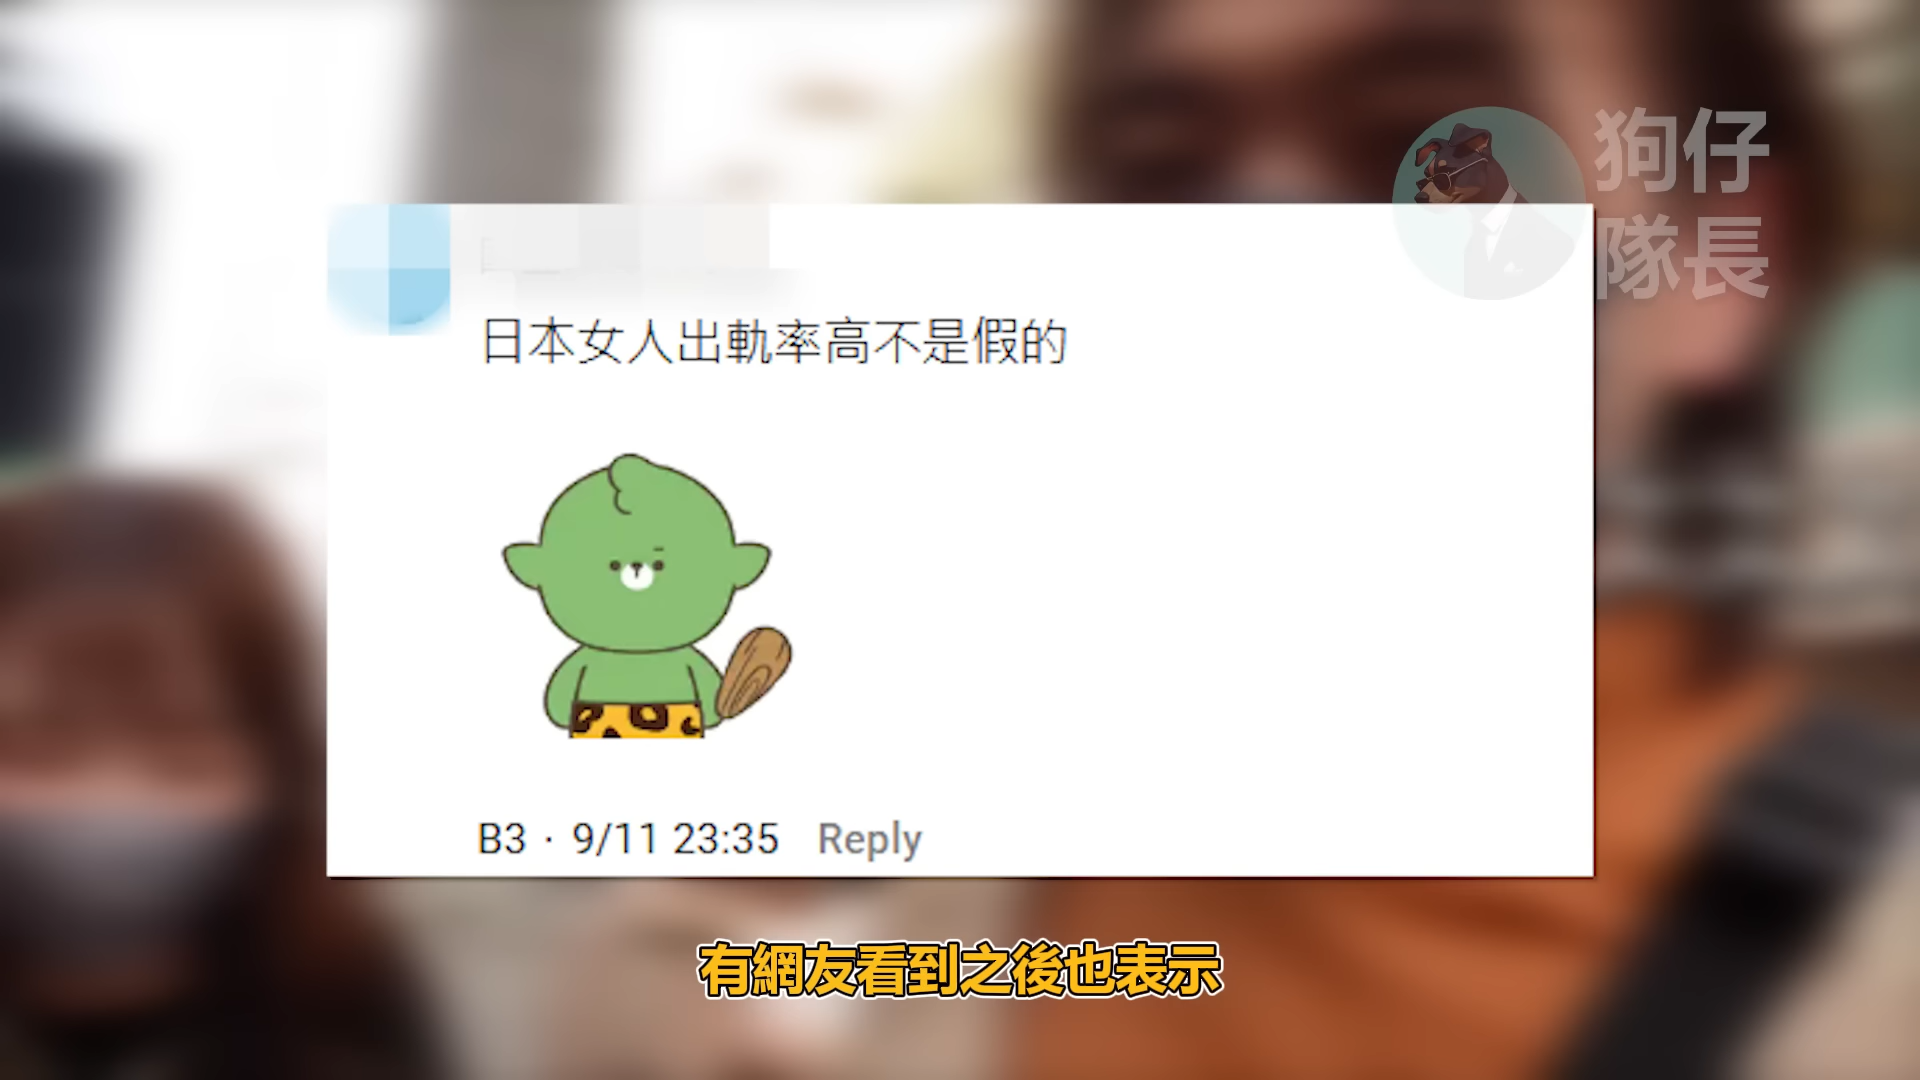 狗仔
隊長
日本女人出軌率高不是假的
B3 · 9/11 23:35 Reply
有網友看到之後也表示